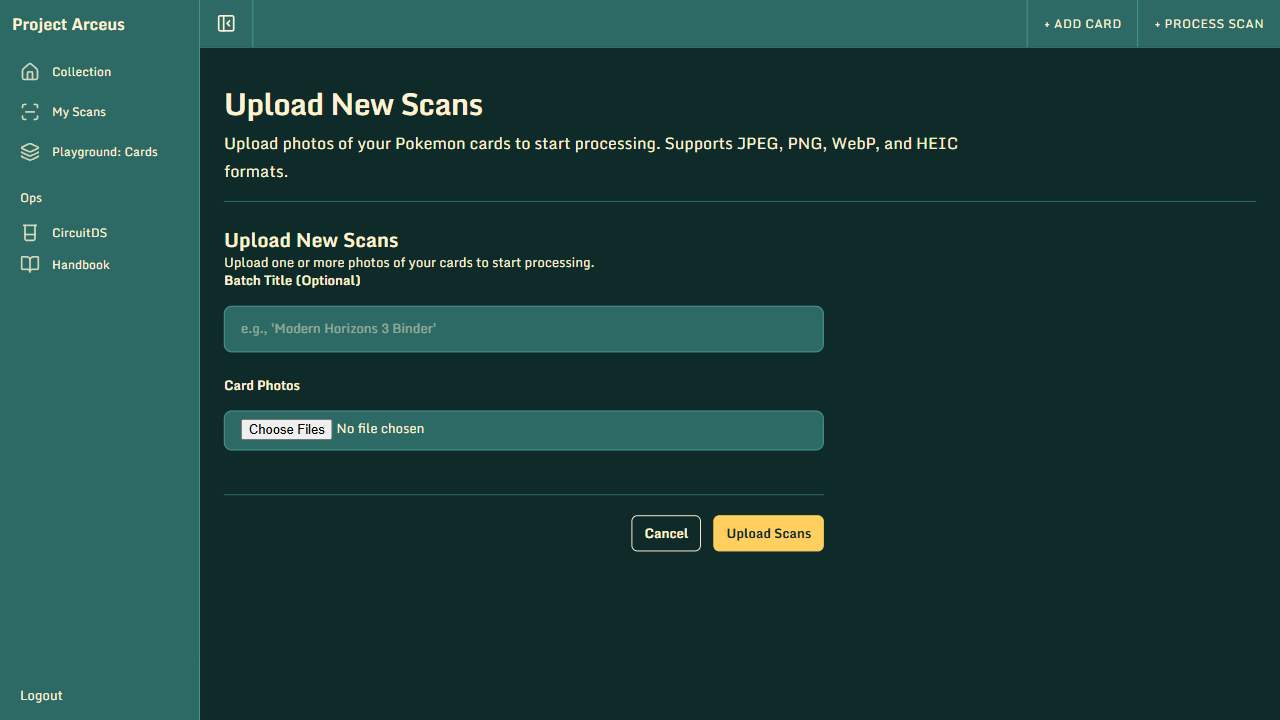 Project Arceus
+ ADD CARD
+ PROCESS SCAN
Collection
My Scans
Playground: Cards
Ops
CircuitDS
Handbook
Logout
Upload New Scans
Upload photos of your Pokemon cards to start processing. Supports JPEG, PNG, WebP, and HEIC
formats.
Upload New Scans
Upload one or more photos of your cards to start processing.
Batch Title (Optional)
e.g., 'Modern Horizons 3 Binder'
Card Photos
Choose Files No file chosen
Cancel
Upload Scans